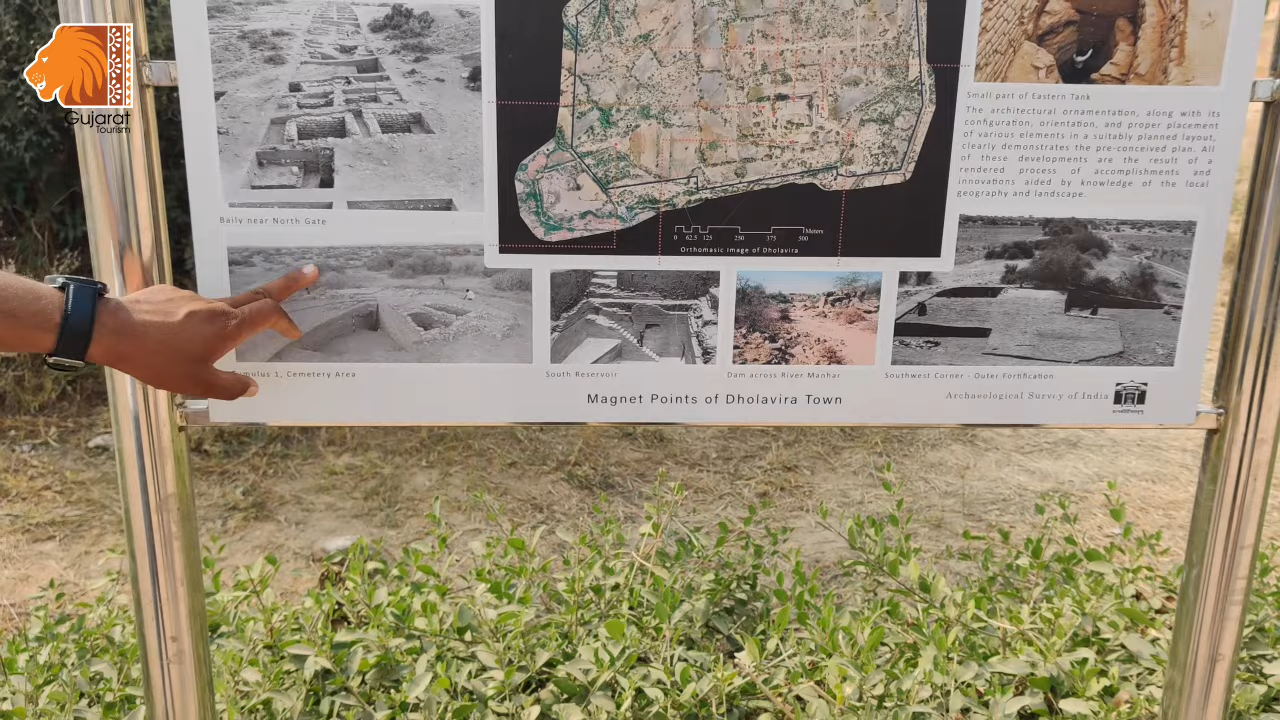 Gujarat
Tourism
Baily near North Gate
0 62.5 125 250 375 500 Meters
Orthomasic Image of Dholavira
Small part of Eastern Tank
The architectural ornamentation, along with its
configuration, orientation, and proper placement
of various elements in a suitably planned layout,
clearly demonstrates the pre-conceived plan. All
of these developments are the result of a
rendered process of accomplishments and
innovations aided by knowledge of the local
geography and landscape.
1, Cemetery Area
South Reservoir
Dam across River Manhar
Southwest Corner - Outer Fortification
Magnet Points of Dholavira Town
Archaeological Survey of India